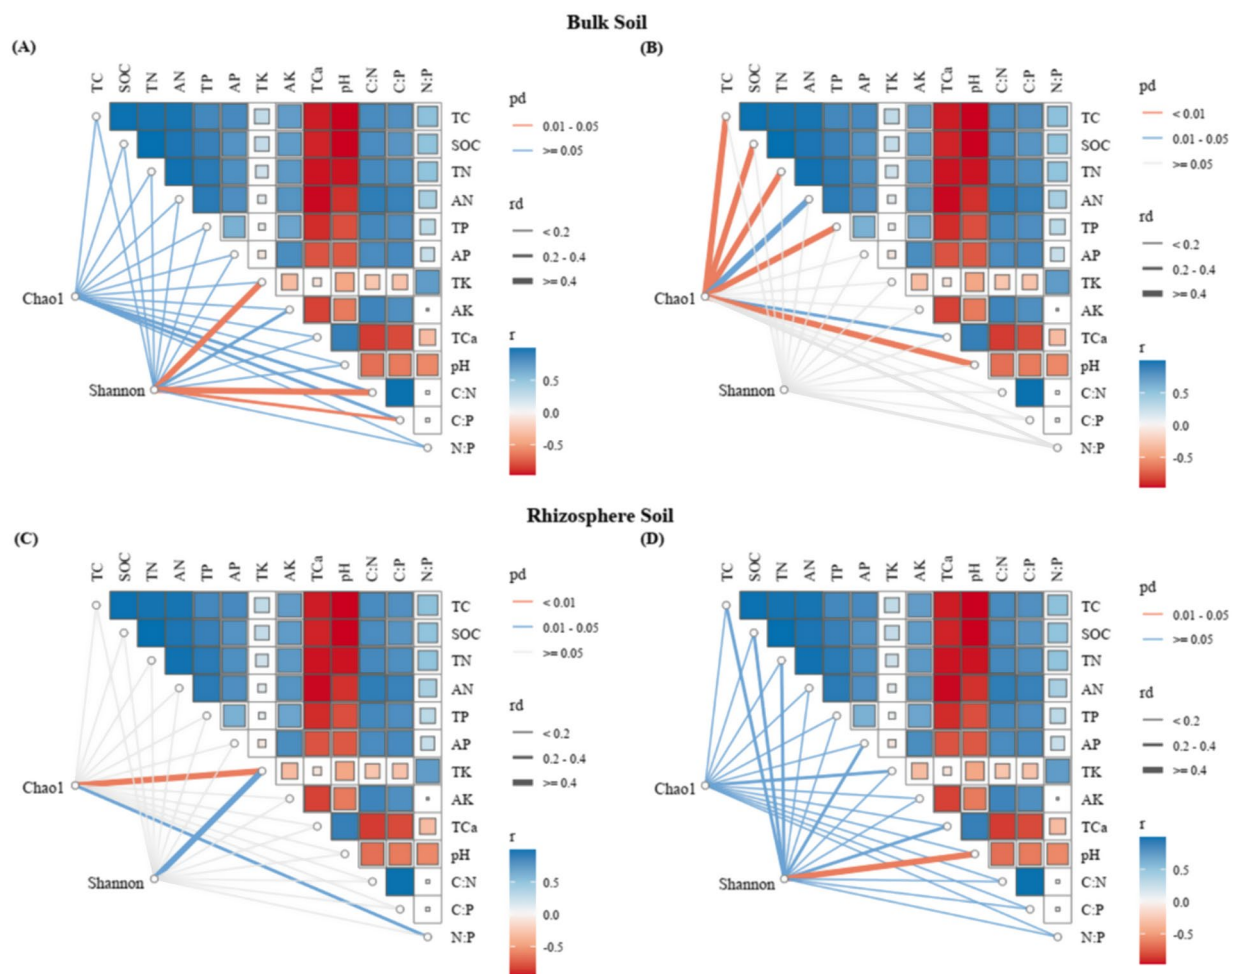 Bulk Soil
(A)
TC SOC TN AN TP AP TK AK TCa pH C:N C:P N:P
TC
SOC
TN
AN
TP
AP
TK
AK
TCa
pH
C:N
C:P
N:P
Chao1
Shannon
pd
0.01 - 0.05
>= 0.05
rd
< 0.2
0.2 - 0.4
>= 0.4
r
0.5
0.0
-0.5
(B)
TC SOC TN AN TP AP TK AK TCa pH C:N C:P N:P
TC
SOC
TN
AN
TP
AP
TK
AK
TCa
pH
C:N
C:P
N:P
Chao1
Shannon
pd
< 0.01
0.01 - 0.05
>= 0.05
rd
< 0.2
0.2 - 0.4
>= 0.4
r
0.5
0.0
-0.5
Rhizosphere Soil
(C)
TC SOC TN AN TP AP TK AK TCa pH C:N C:P N:P
TC
SOC
TN
AN
TP
AP
TK
AK
TCa
pH
C:N
C:P
N:P
Chao1
Shannon
pd
< 0.01
0.01 - 0.05
>= 0.05
rd
< 0.2
0.2 - 0.4
>= 0.4
r
0.5
0.0
-0.5
(D)
TC SOC TN AN TP AP TK AK TCa pH C:N C:P N:P
TC
SOC
TN
AN
TP
AP
TK
AK
TCa
pH
C:N
C:P
N:P
Chao1
Shannon
pd
0.01 - 0.05
>= 0.05
rd
< 0.2
0.2 - 0.4
>= 0.4
r
0.5
0.0
-0.5